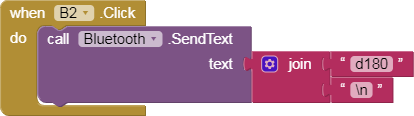 when B2 .Click
do call Bluetooth .SendText
text join “ d180 ”
“ \n ”